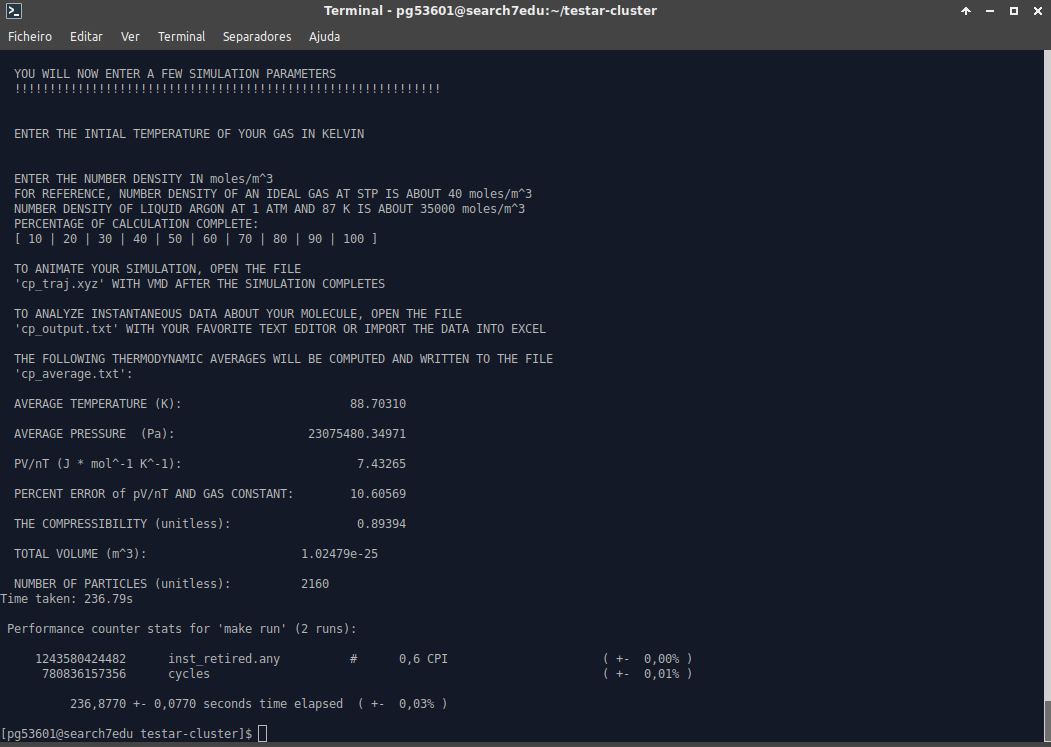 Terminal - pg53601@search7edu:~/testar-cluster
Ficheiro Editar Ver Terminal Separadores Ajuda
YOU WILL NOW ENTER A FEW SIMULATION PARAMETERS
!!!!!!!!!!!!!!!!!!!!!!!!!!!!!!!!!!!!!!!!!!!!!!!!!!!!!!!!!!!!!
ENTER THE INTIAL TEMPERATURE OF YOUR GAS IN KELVIN
ENTER THE NUMBER DENSITY IN moles/m^3
FOR REFERENCE, NUMBER DENSITY OF AN IDEAL GAS AT STP IS ABOUT 40 moles/m^3
NUMBER DENSITY OF LIQUID ARGON AT 1 ATM AND 87 K IS ABOUT 35000 moles/m^3
PERCENTAGE OF CALCULATION COMPLETE:
[ 10 | 20 | 30 | 40 | 50 | 60 | 70 | 80 | 90 | 100 ]
TO ANIMATE YOUR SIMULATION, OPEN THE FILE
'cp_traj.xyz' WITH VMD AFTER THE SIMULATION COMPLETES
TO ANALYZE INSTANTANEOUS DATA ABOUT YOUR MOLECULE, OPEN THE FILE
'cp_output.txt' WITH YOUR FAVORITE TEXT EDITOR OR IMPORT THE DATA INTO EXCEL
THE FOLLOWING THERMODYNAMIC AVERAGES WILL BE COMPUTED AND WRITTEN TO THE FILE
'cp_average.txt':
AVERAGE TEMPERATURE (K): 88.70310
AVERAGE PRESSURE (Pa): 23075480.34971
PV/nT (J * mol^-1 K^-1): 7.43265
PERCENT ERROR of pV/nT AND GAS CONSTANT: 10.60569
THE COMPRESSIBILITY (unitless): 0.89394
TOTAL VOLUME (m^3): 1.02479e-25
NUMBER OF PARTICLES (unitless): 2160
Time taken: 236.79s
Performance counter stats for 'make run' (2 runs):
1243580424482 inst_retired.any # 0,6 CPI ( +- 0,00% )
780836157356 cycles ( +- 0,01% )
236,8770 +- 0,0770 seconds time elapsed ( +- 0,03% )
[pg53601@search7edu testar-cluster]$